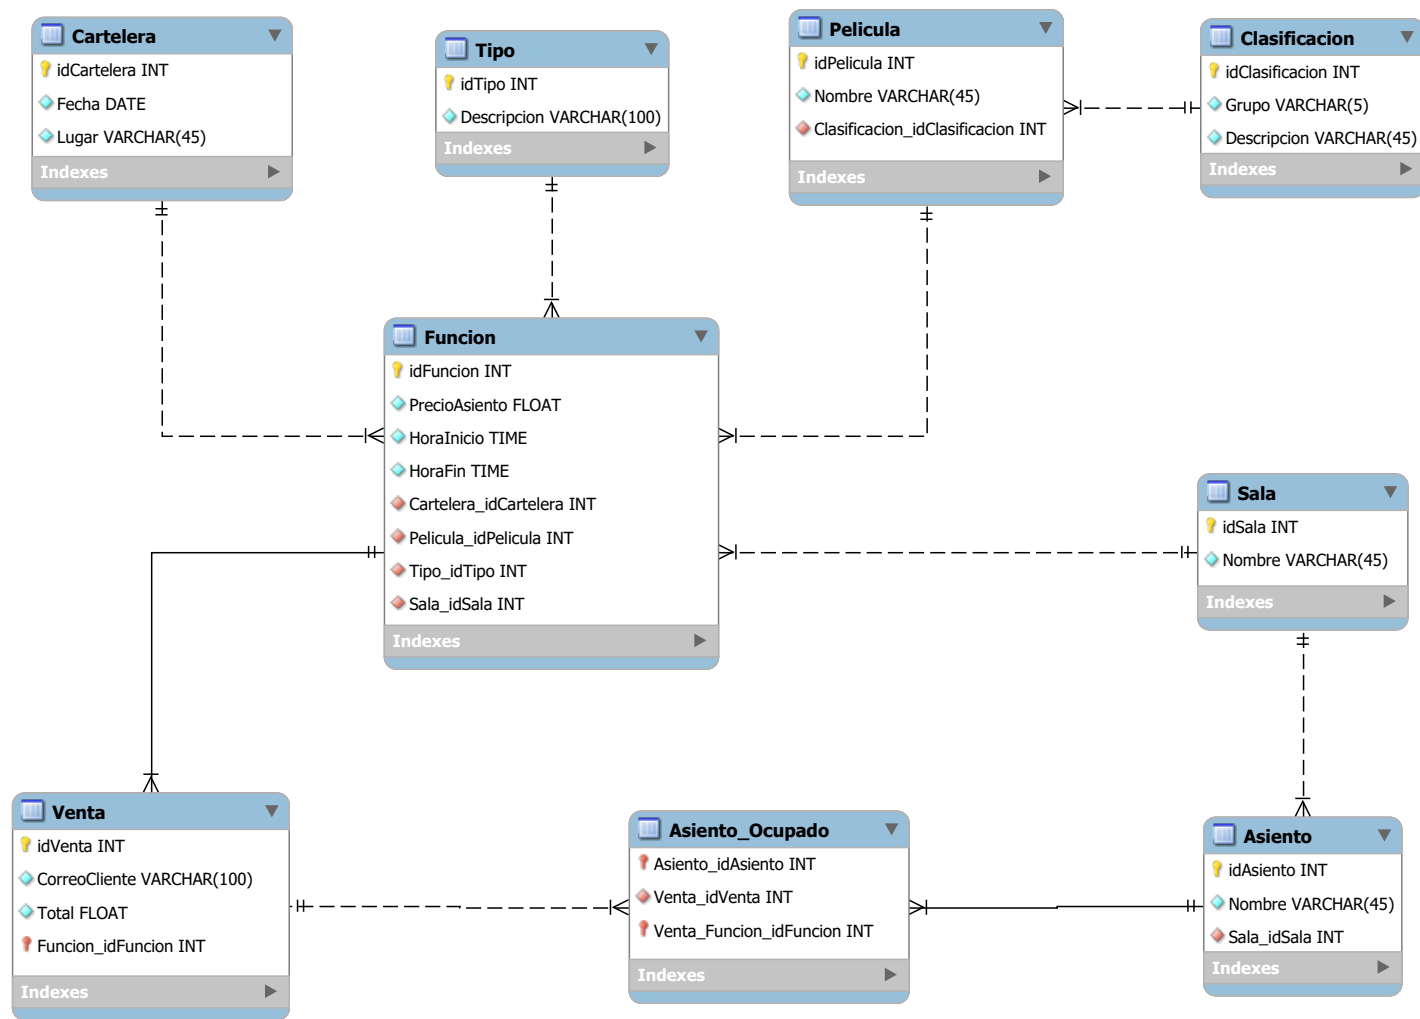 Cartelera
idCartelera INT
Fecha DATE
Lugar VARCHAR(45)
Indexes
Tipo
idTipo INT
Descripcion VARCHAR(100)
Indexes
Pelicula
idPelicula INT
Nombre VARCHAR(45)
Clasificacion_idClasificacion INT
Indexes
Clasificacion
idClasificacion INT
Grupo VARCHAR(5)
Descripcion VARCHAR(45)
Indexes
Funcion
idFuncion INT
PrecioAsiento FLOAT
HoraInicio TIME
HoraFin TIME
Cartelera_idCartelera INT
Pelicula_idPelicula INT
Tipo_idTipo INT
Sala_idSala INT
Indexes
Sala
idSala INT
Nombre VARCHAR(45)
Indexes
Venta
idVenta INT
CorreoCliente VARCHAR(100)
Total FLOAT
Funcion_idFuncion INT
Indexes
Asiento_Ocupado
Asiento_idAsiento INT
Venta_idVenta INT
Venta_Funcion_idFuncion INT
Indexes
Asiento
idAsiento INT
Nombre VARCHAR(45)
Sala_idSala INT
Indexes